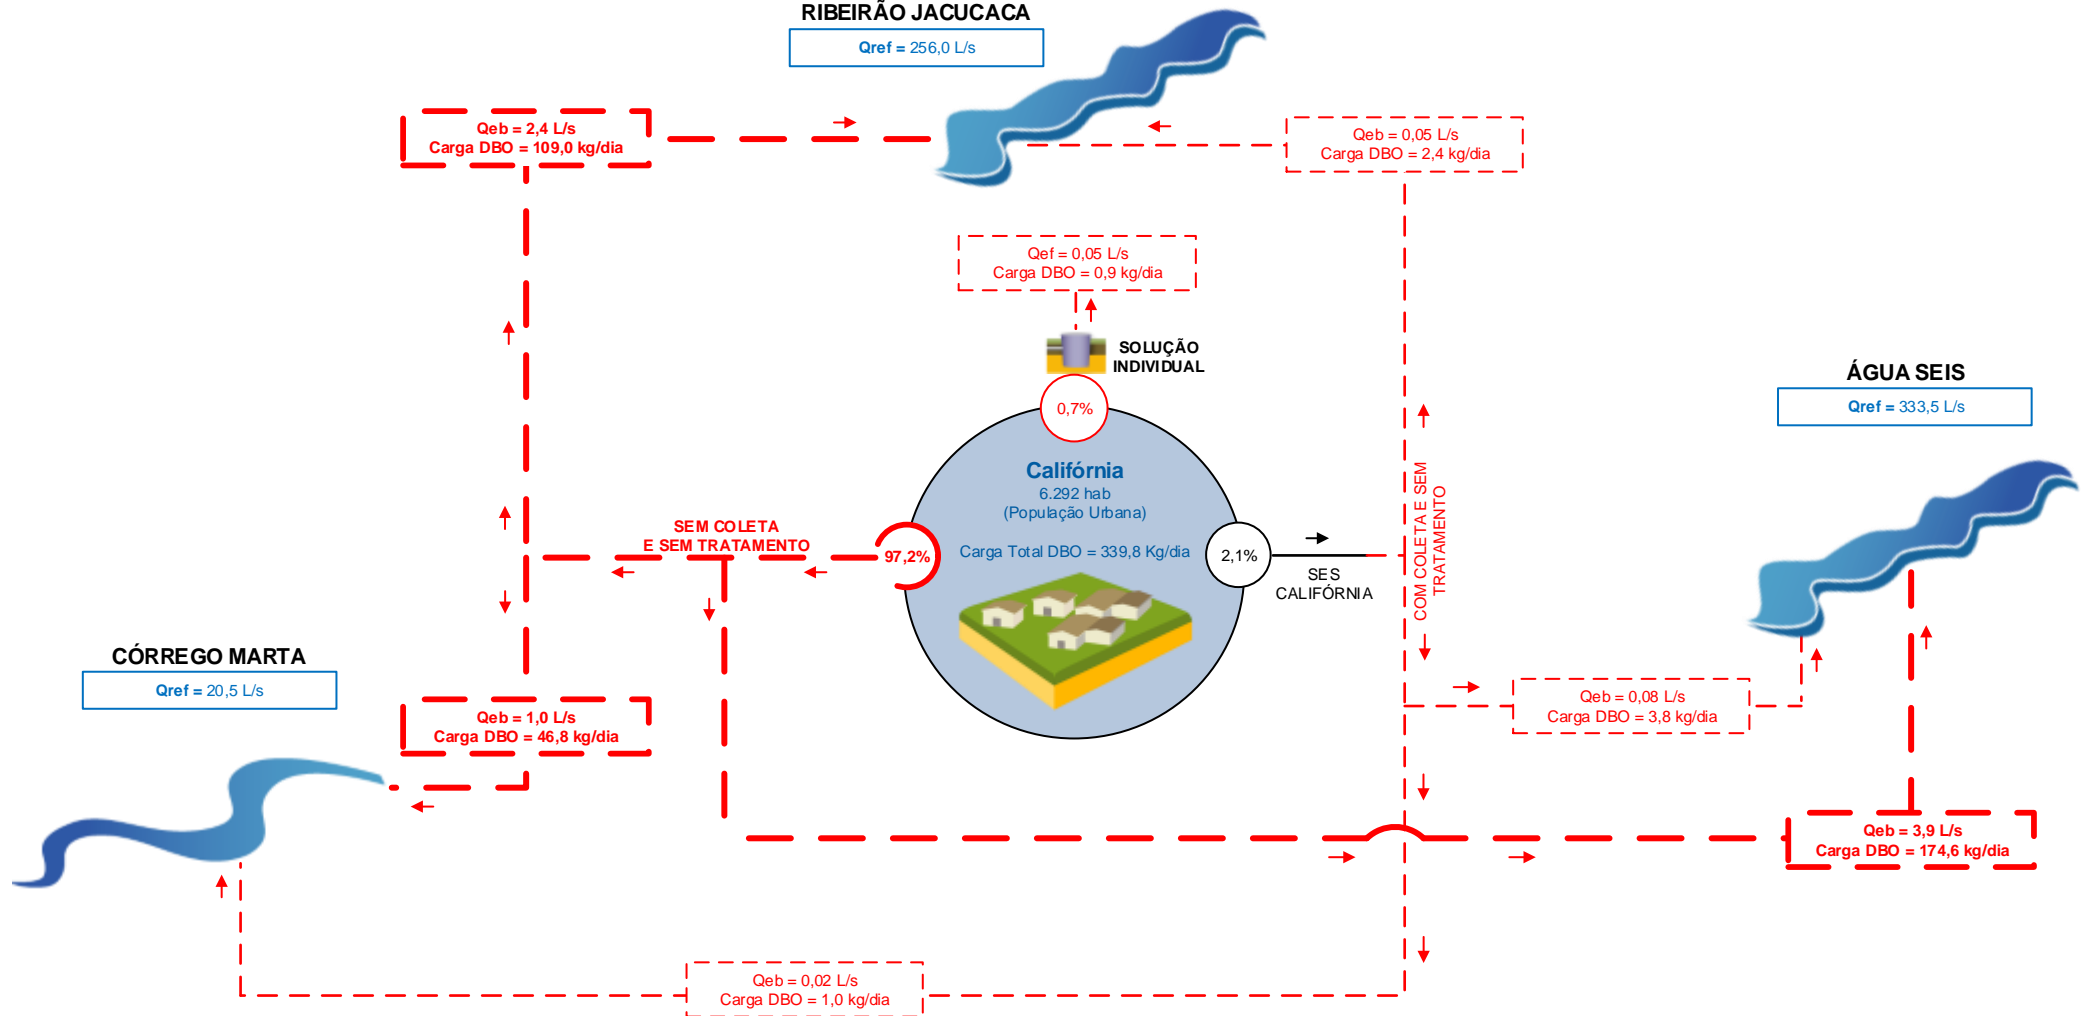 RIBEIRÃO JACUCACA
Qref = 256,0 L/s
Qeb = 2,4 L/s
Carga DBO = 109,0 kg/dia
Qeb = 0,05 L/s
Carga DBO = 2,4 kg/dia
Qef = 0,05 L/s
Carga DBO = 0,9 kg/dia
SOLUÇÃO
INDIVIDUAL
0,7%
ÁGUA SEIS
Qref = 333,5 L/s
Califórnia
6.292 hab
(População Urbana)
Carga Total DBO = 339,8 Kg/dia
SEM COLETA
E SEM TRATAMENTO
97,2%
2,1%
SES
CALIFÓRNIA
COM COLETA E SEM
TRATAMENTO
CÓRREGO MARTA
Qref = 20,5 L/s
Qeb = 1,0 L/s
Carga DBO = 46,8 kg/dia
Qeb = 0,08 L/s
Carga DBO = 3,8 kg/dia
Qeb = 3,9 L/s
Carga DBO = 174,6 kg/dia
Qeb = 0,02 L/s
Carga DBO = 1,0 kg/dia